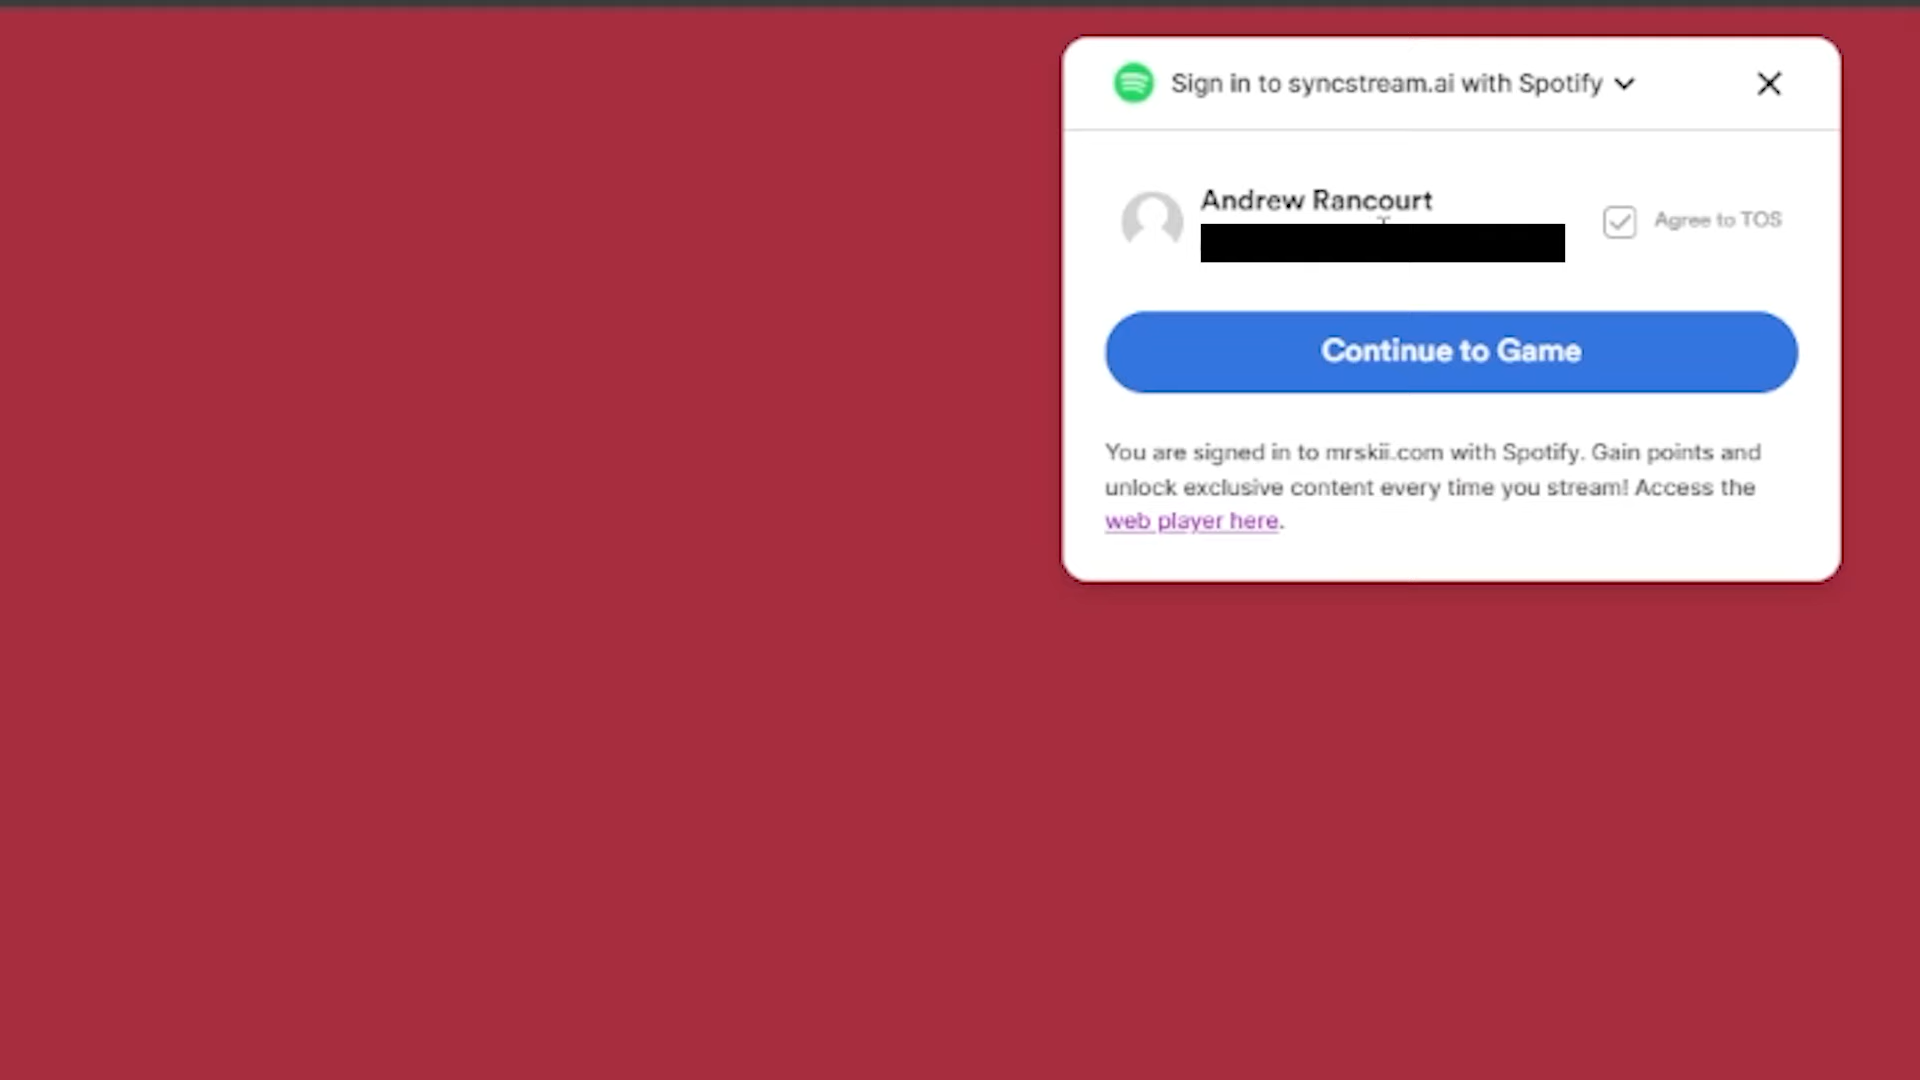 Sign in to syncstream.ai with Spotify
Andrew Rancourt
Agree to TOS
Continue to Game
You are signed in to mrskii.com with Spotify. Gain points and
unlock exclusive content every time you stream! Access the
web player here.